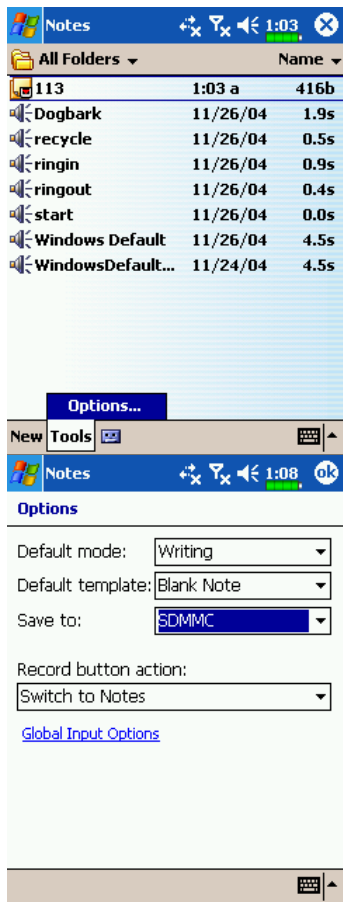 Notes 1:03
All Folders Name
113 1:03 a 416b
Dogbark 11/26/04 1.9s
recycle 11/26/04 0.5s
ringin 11/26/04 0.9s
ringout 11/26/04 0.4s
start 11/26/04 0.0s
Windows Default 11/26/04 4.5s
WindowsDefault... 11/24/04 4.5s
Options...
New Tools
Notes 1:08 ok
Options
Default mode: Writing
Default template: Blank Note
Save to: SDMMC
Record button action:
Switch to Notes
Global Input Options